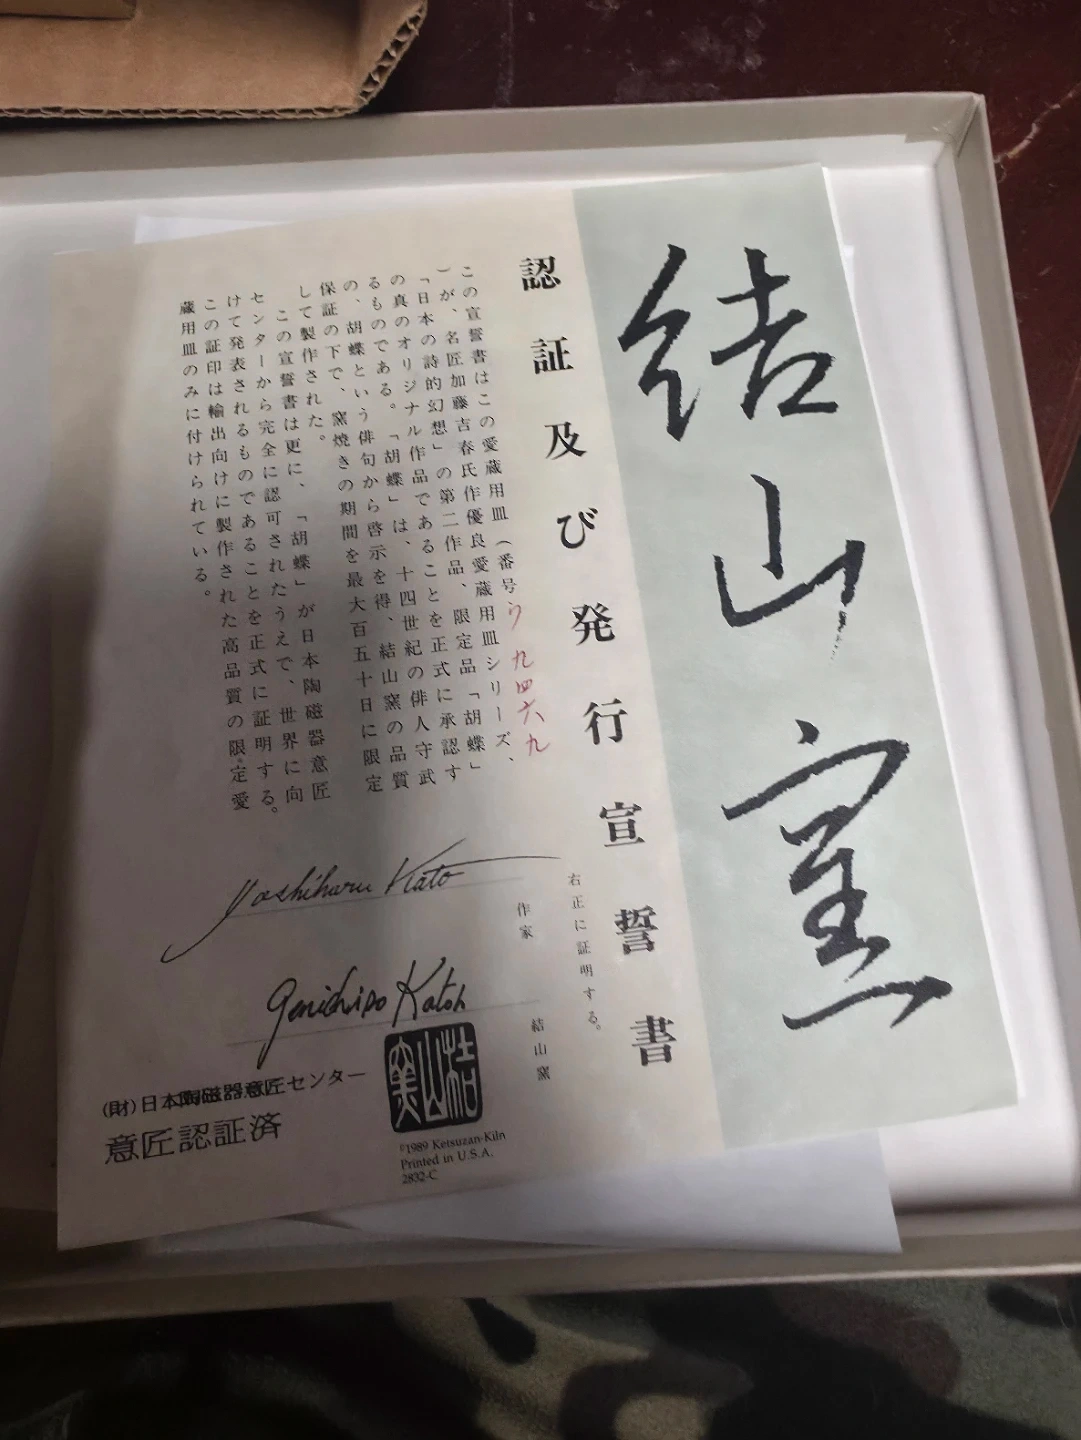 結山窯
認証及び発行宣誓書
この宣誓書はこの愛蔵用皿(番号ウ九四六九
)が、名匠加藤吉春氏作優良愛蔵用皿シリーズ、
「日本の詩的幻想」の第二作品、限定品「胡蝶」
の真のオリジナル作品であることを正式に承認す
るものである。「胡蝶」は、十四世紀の俳人守武
の、胡蝶という俳句から啓示を得、結山窯の品質
保証の下で、窯焼きの期間を最大百五十日に限定
して製作された。
この宣誓書は更に、「胡蝶」が日本陶磁器意匠
センターから完全に認可されたうえで、世界に向
けて発表されるものであることを正式に証明する。
この証印は輸出向けに製作された高品質の限定愛
蔵用皿のみに付けられている。
右正に証明する。
作家
Yoshiharu Kato
結山窯
Genichiro Katoh
結山窯
(財)日本陶磁器意匠センター
意匠認証済
©1989 Ketsuzan-Kiln
Printed in U.S.A.
2832-C